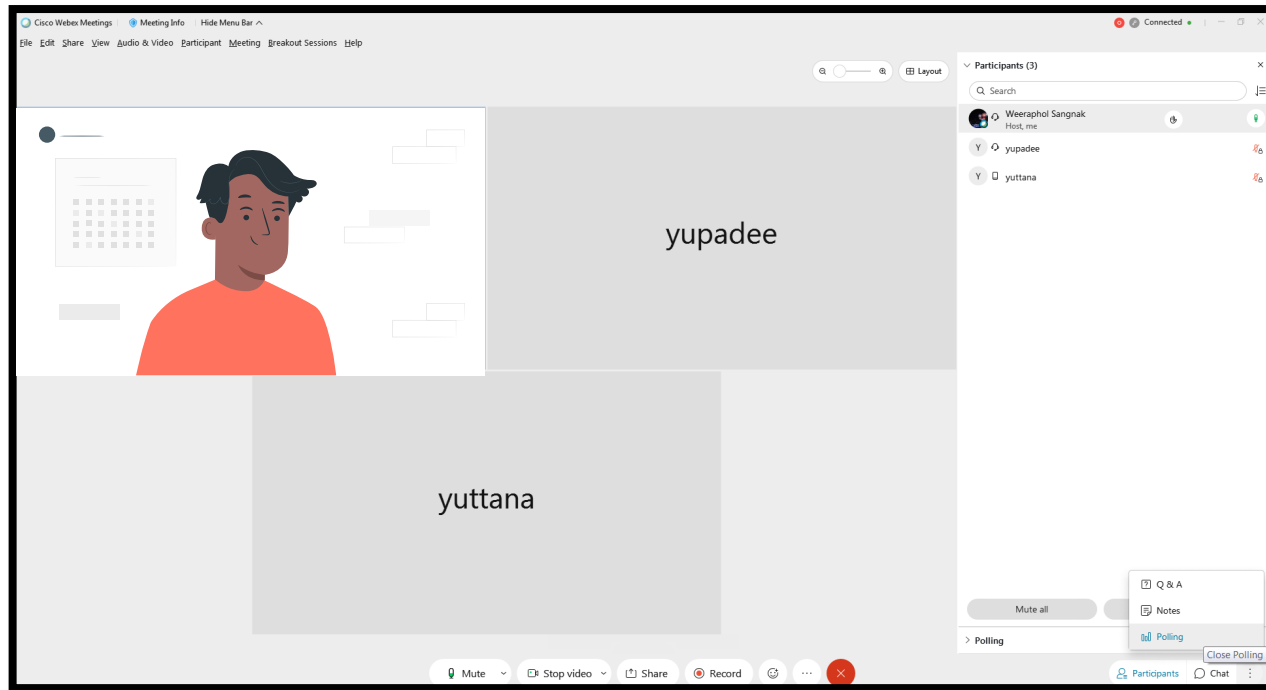 Cisco Webex Meetings Meeting Info Hide Menu Bar
Connected
File Edit Share View Audio & Video Participant Meeting Breakout Sessions Help
Layout
Participants (3)
Search
Weeraphol Sangnak
Host, me
Y yupadee
Y yuttana
yupadee
yuttana
Q & A
Notes
Polling
Close Polling
Mute all
Polling
Mute Stop video Share Record
Participants Chat